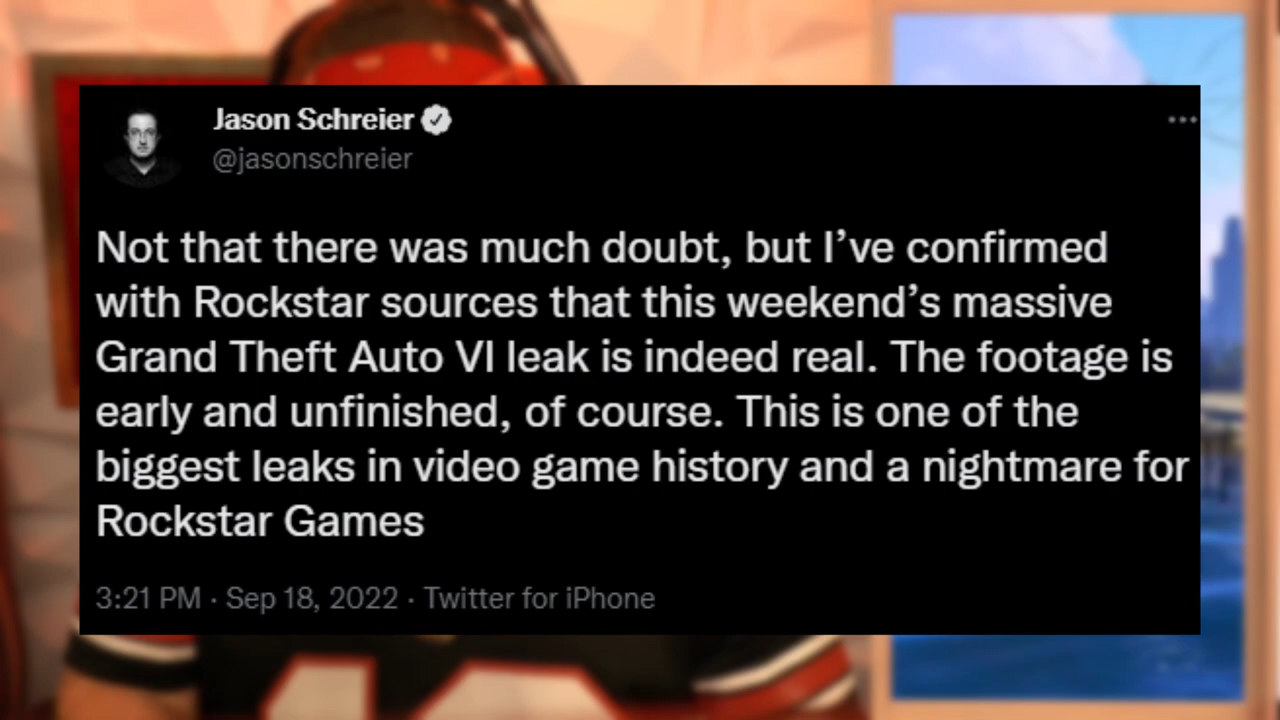 Jason Schreier
@jasonschreier
Not that there was much doubt, but I’ve confirmed
with Rockstar sources that this weekend’s massive
Grand Theft Auto VI leak is indeed real. The footage is
early and unfinished, of course. This is one of the
biggest leaks in video game history and a nightmare for
Rockstar Games
3:21 PM · Sep 18, 2022 · Twitter for iPhone